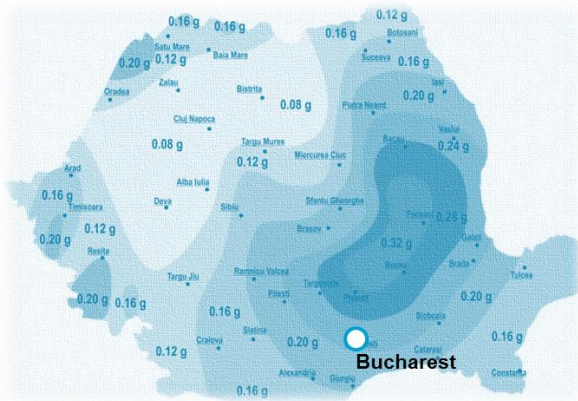 0.12 g
0.16 g
0.16 g
0.16 g
Botosani
Satu Mare
Baia Mare
Suceava
0.20 g
0.12 g
0.16 g
Zalau
Iasi
Oradea
Bistrita
0.08 g
0.20 g
Piatra Neamt
Cluj Napoca
Vaslui
0.08 g
Targu Mures
Bacau
0.24 g
0.12 g
Miercursa Ciuc
Arad
Alba Iulia
0.16 g
Deva
Sibiu
Sfantu Gheorghe
Timisoara
0.28 g
Focsani
0.12 g
Brasov
0.20 g
0.32 g
Galati
Resita
Buzau
Braila
Tulcea
Targu Jiu
Ramnicu Valcea
Targoviste
Ploiesti
0.20 g
0.16 g
Pitesti
0.20 g
0.16 g
Slobozia
Craiova
Slatina
0.20 g
0.16 g
0.12 g
Bucharest
Calarasi
Alexandria
Giurgiu
Constanta
0.16 g